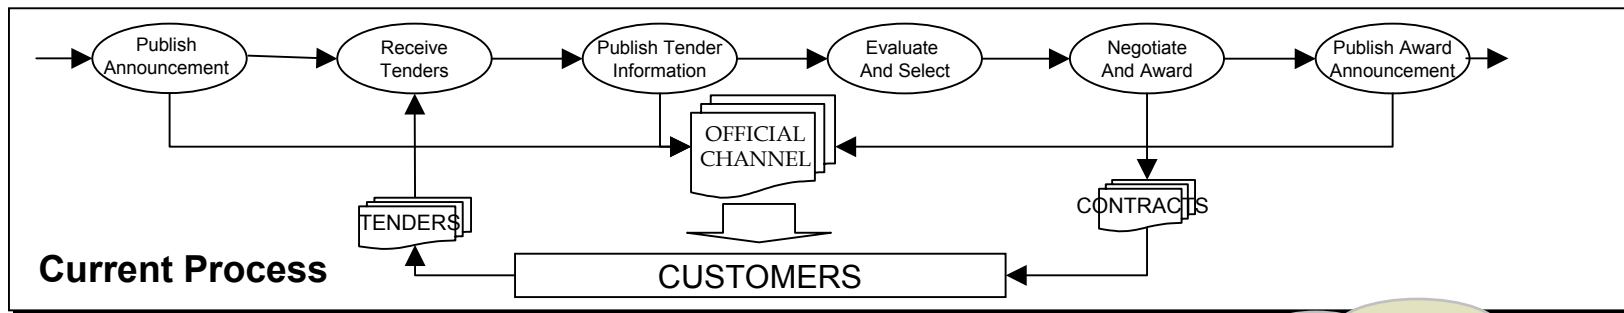 Publish
Announcement
Receive
Tenders
Publish Tender
Information
Evaluate
And Select
Negotiate
And Award
Publish Award
Announcement
OFFICIAL
CHANNEL
TENDERS
CONTRACTS
Current Process
CUSTOMERS